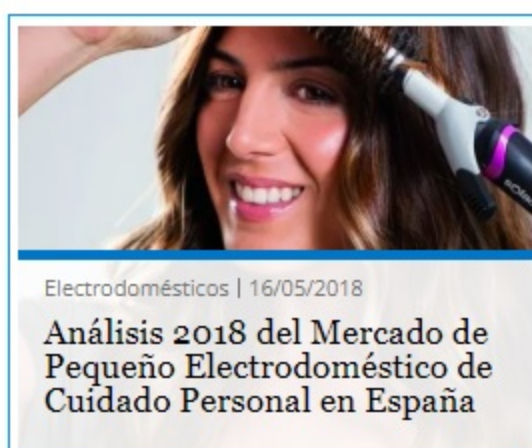 Electrodomésticos | 16/05/2018
Análisis 2018 del Mercado de
Pequeño Electrodoméstico de
Cuidado Personal en España